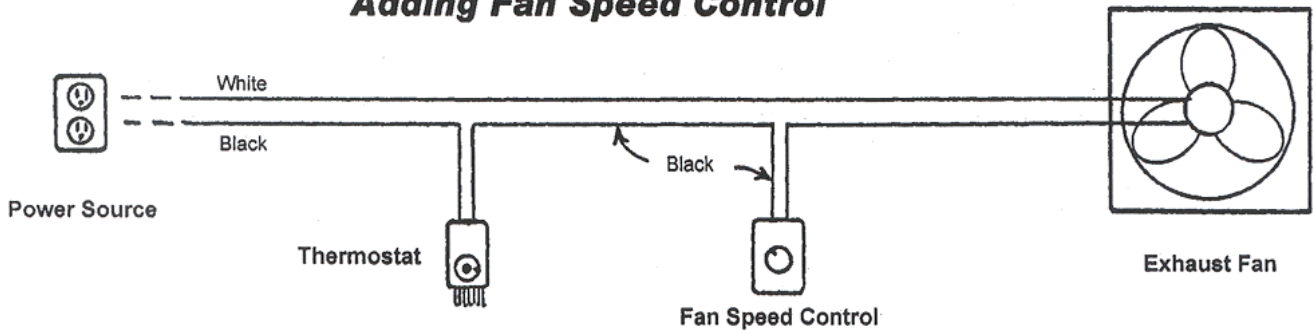 Adding Fan Speed Control
White
Black
Black
Power Source
Thermostat
Exhaust Fan
Fan Speed Control